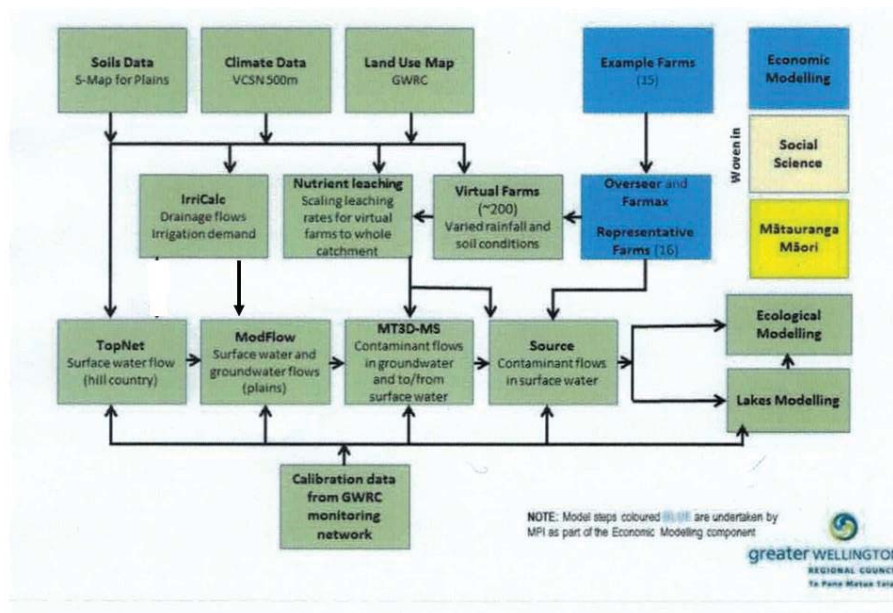 Soils Data
S-Map for Plains
Climate Data
VCSN 500m
Land Use Map
GWRC
Example Farms
(15)
Economic
Modelling
Woven in
Social
Science
Mātauranga
Māori
IrriCalc
Drainage flows
Irrigation demand
Nutrient leaching
Scaling leaching
rates for virtual
farms to whole
catchment
Virtual Farms
(~200)
Varied rainfall and
soil conditions
Overseer and
Farmax
Representative
Farms (16)
TopNet
Surface water flow
(hill country)
ModFlow
Surface water and
groundwater flows
(plains)
MT3D-MS
Contaminant flows
in groundwater
and to/from
surface water
Source
Contaminant flows
in surface water
Ecological
Modelling
Lakes Modelling
Calibration data
from GWRC
monitoring
network
NOTE: Model steps coloured BLUE are undertaken by
MPI as part of the Economic Modelling component
greater WELLINGTON
REGIONAL COUNCIL
Te Pane Matua Taiao